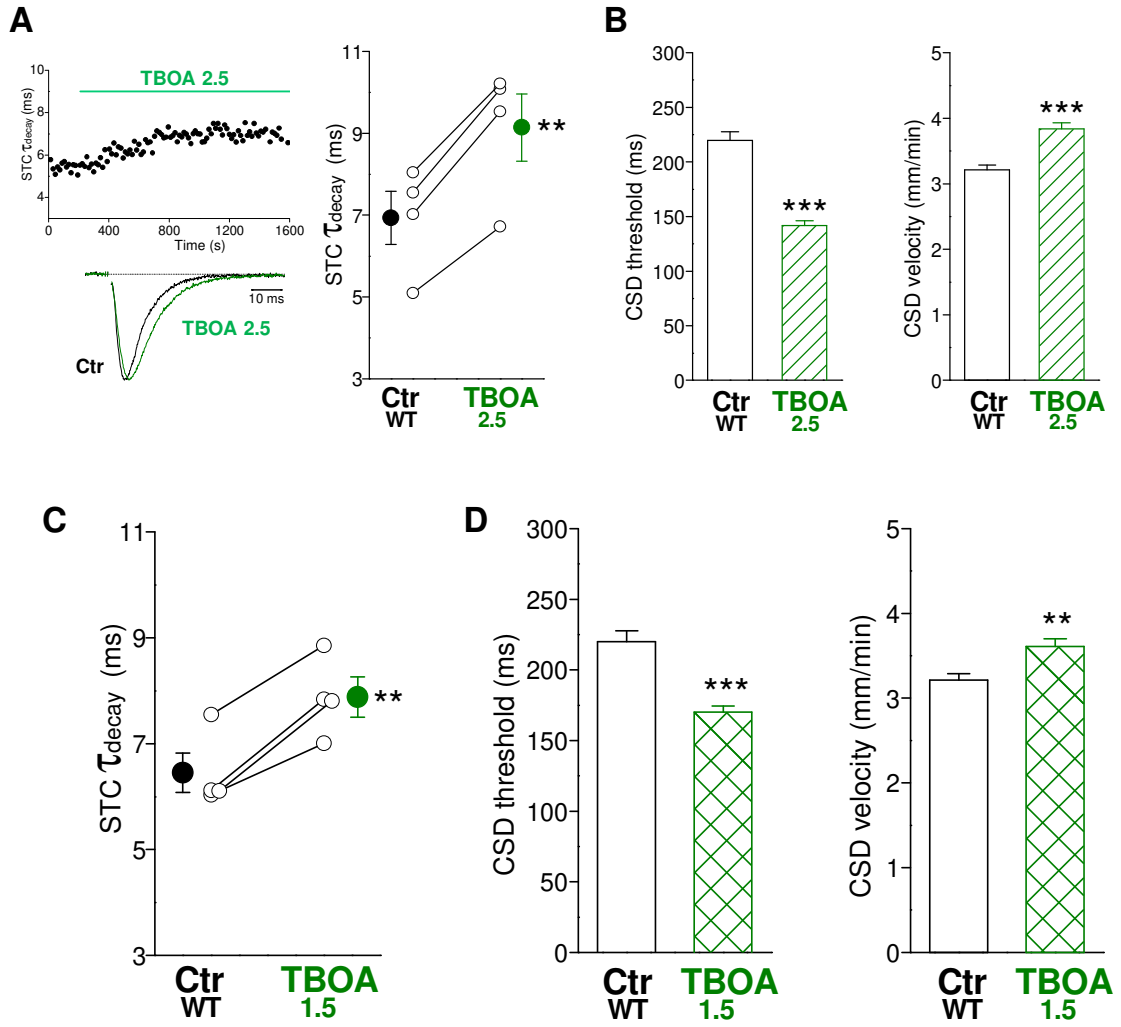 A
10
8
6
4
STC τdecay (ms)
TBOA 2.5
0 400 800 1200 1600
Time (s)
10 ms
TBOA 2.5
Ctr
11
9
7
5
3
STC τdecay (ms)
**
Ctr TBOA
WT 2.5
B
300
250
200
150
100
50
0
CSD threshold (ms)
***
Ctr TBOA
WT 2.5
5
4
3
2
1
0
CSD velocity (mm/min)
***
Ctr TBOA
WT 2.5
C
11
9
7
5
3
STC τdecay (ms)
**
Ctr TBOA
WT 1.5
D
300
250
200
150
100
50
0
CSD threshold (ms)
***
Ctr TBOA
WT 1.5
5
4
3
2
1
0
CSD velocity (mm/min)
**
Ctr TBOA
WT 1.5